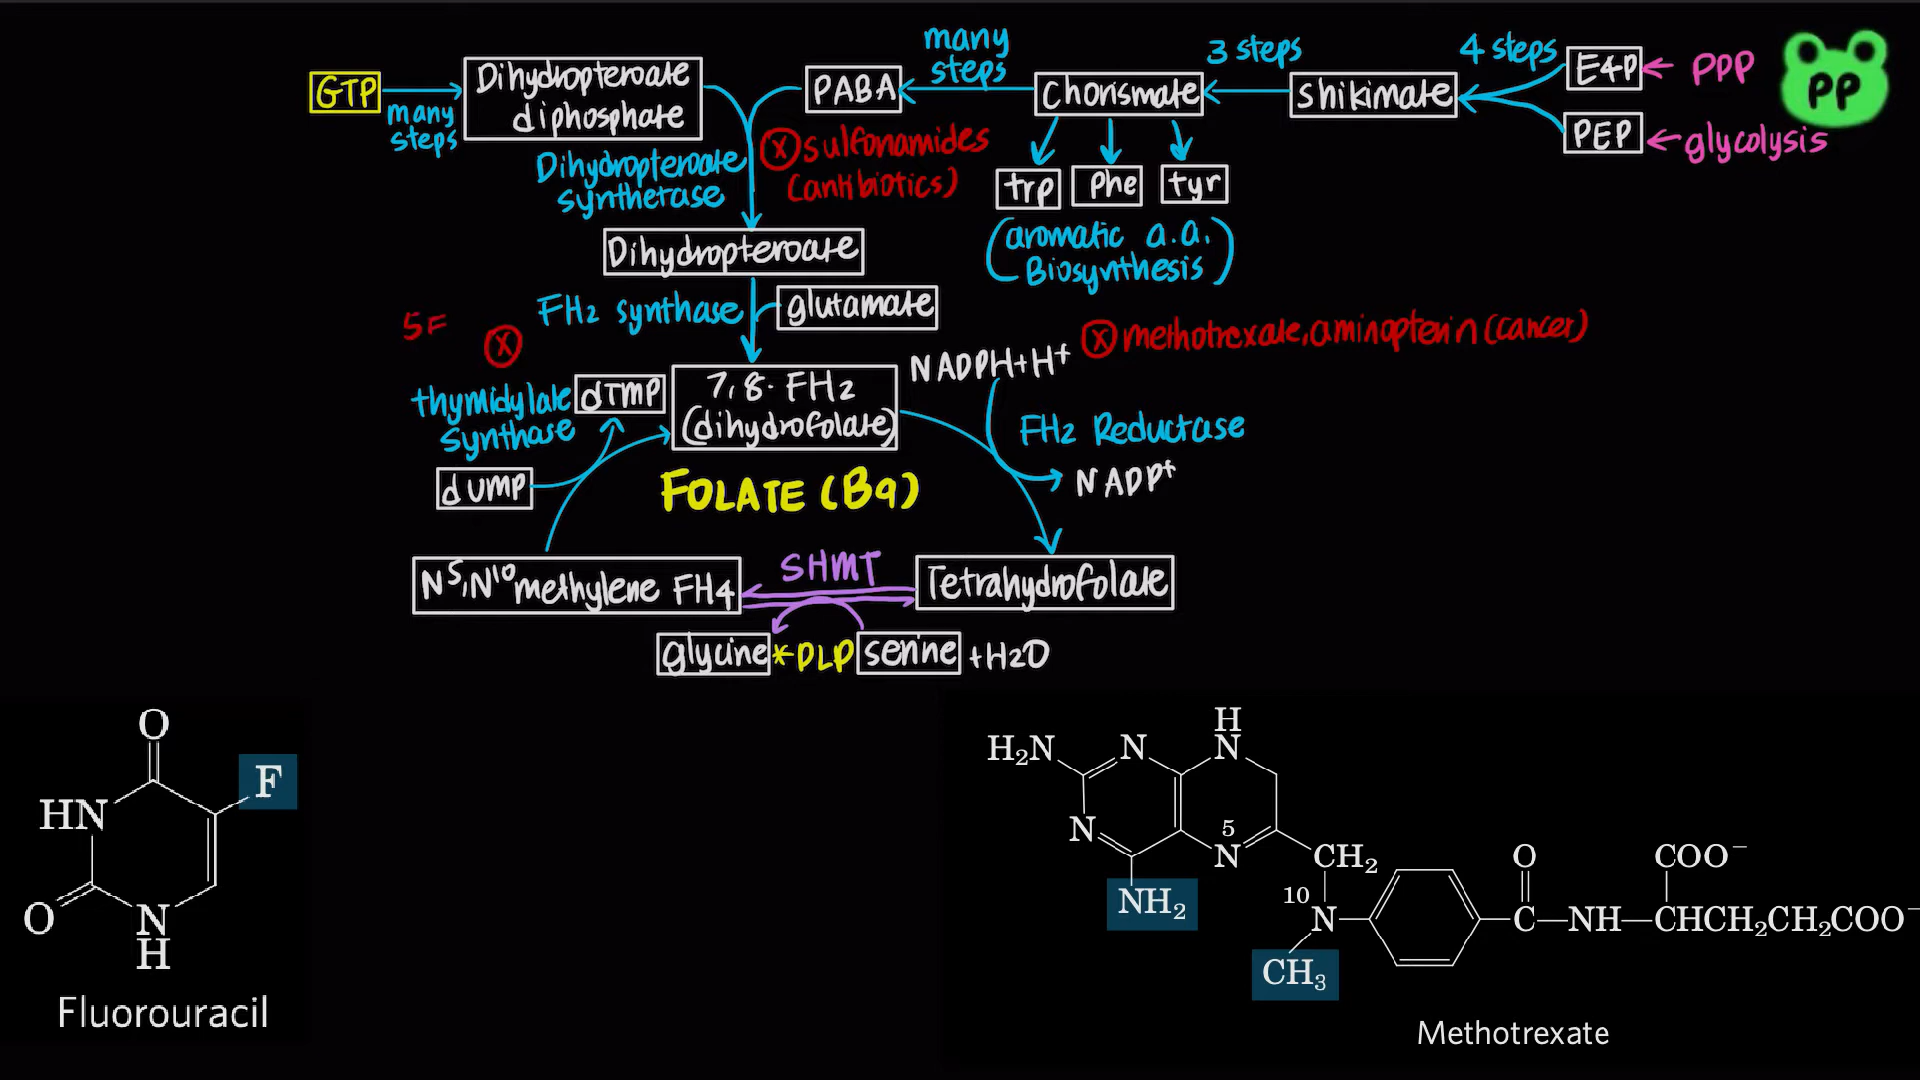 GTP
many
steps
Dihydropteroate
diphosphate
PABA
many
steps
Chorismate
3 steps
shikimate
4 steps
E4P
PPP
PEP
glycolysis
PP
Dihydropteroate
synthetase
X sulfonamides
(antibiotics)
trp
Phe
tyr
(aromatic a.a.
Biosynthesis)
Dihydropteroate
FH2 synthase
glutamate
5F
X
X methotrexate, aminopterin (cancer)
NADPH+H+
thymidylate
synthase
dTMP
7,8-FH2
(dihydrofolate)
FH2 Reductase
NADP+
dUMP
FOLATE (B9)
N5,N10 methylene FH4
SHMT
Tetrahydrofolate
glycine
*PLP
serine
+H2O
O
F
HN
O
N
H
Fluorouracil
H
H2N
N
N
N
5
N
CH2
NH2
10
N
CH3
O
C
NH
COO−
CHCH2CH2COO−
Methotrexate